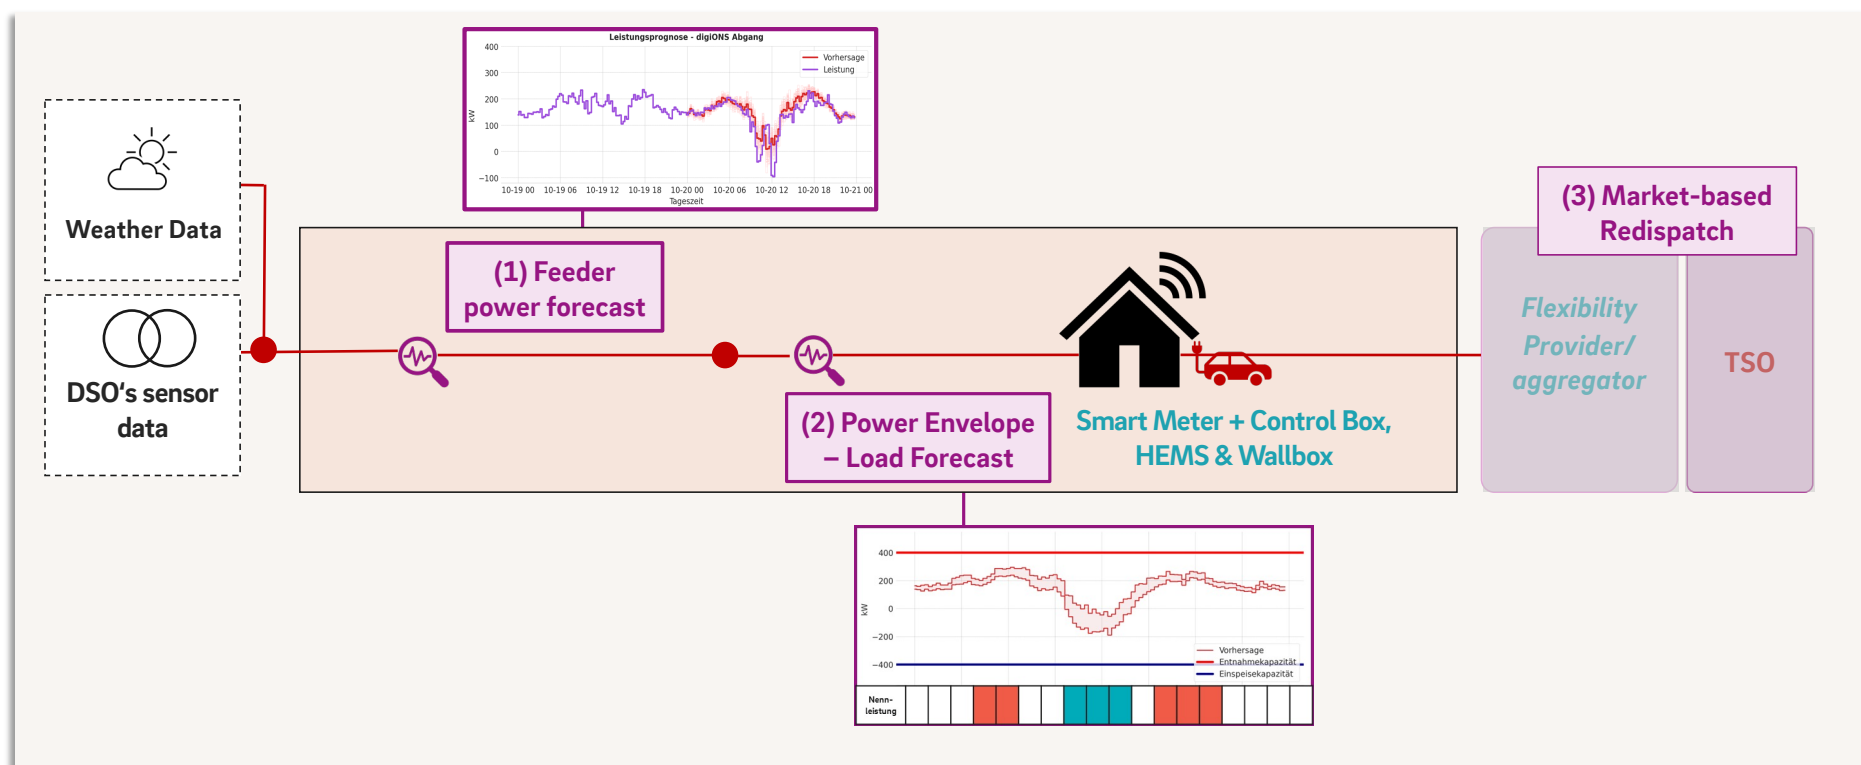 Leistungsprognose - digiONS Abgang
400
300
200
100
0
−100
kW
Vorhersage
Leistung
10-19 00 10-19 06 10-19 12 10-19 18 10-20 00 10-20 06 10-20 12 10-20 18 10-21 00
Tageszeit
Weather Data
DSO‘s sensor
data
(1) Feeder
power forecast
(2) Power Envelope
– Load Forecast
Smart Meter + Control Box,
HEMS & Wallbox
(3) Market-based
Redispatch
Flexibility
Provider/
aggregator
TSO
400
200
0
−200
−400
kW
Vorhersage
Entnahmekapazität
Einspeisekapazität
Nenn-
leistung